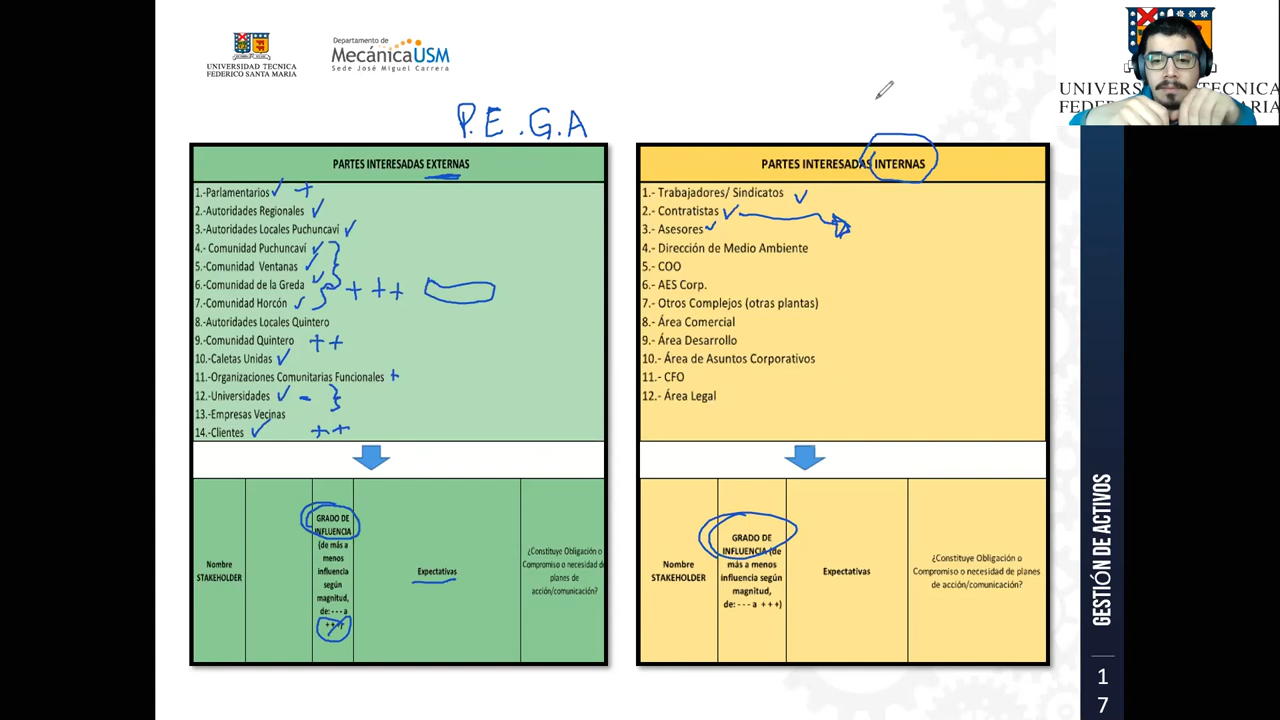 UNIVERSIDAD TECNICA
FEDERICO SANTA MARIA
Departamento de
MecánicaUSM
Sede José Miguel Carrera
P.E.G.A
PARTES INTERESADAS EXTERNAS
1.-Parlamentarios ✓ +
2.-Autoridades Regionales ✓
3.-Autoridades Locales Puchuncaví ✓
4.- Comunidad Puchuncaví ✓
5.-Comunidad Ventanas ✓
6.-Comunidad de la Greda ✓
+ + +
7.-Comunidad Horcón ✓
8.-Autoridades Locales Quintero
9.-Comunidad Quintero + +
10.-Caletas Unidas ✓
11.-Organizaciones Comunitarias Funcionales +
12.-Universidades ✓ -
13.-Empresas Vecinas
14.-Clientes ✓ + +
Nombre
STAKEHOLDER
GRADO DE
INFLUENCIA
(de más a
menos
influencia
según
magnitud,
de: - - - a
+++
Expectativas
¿Constituye Obligación o
Compromiso o necesidad de
planes de
acción/comunicación?
PARTES INTERESADAS INTERNAS
1.- Trabajadores/ Sindicatos ✓
2.- Contratistas ✓
3.- Asesores ✓
4.- Dirección de Medio Ambiente
5.- COO
6.- AES Corp.
7.- Otros Complejos (otras plantas)
8.- Área Comercial
9.- Área Desarrollo
10.- Área de Asuntos Corporativos
11.- CFO
12.- Área Legal
Nombre
STAKEHOLDER
GRADO DE
INFLUENCIA (de
más a menos
influencia según
magnitud,
de: - - - a + + +)
Expectativas
¿Constituye Obligación o
Compromiso o necesidad de planes
de acción/comunicación?
GESTIÓN DE ACTIVOS
1
7